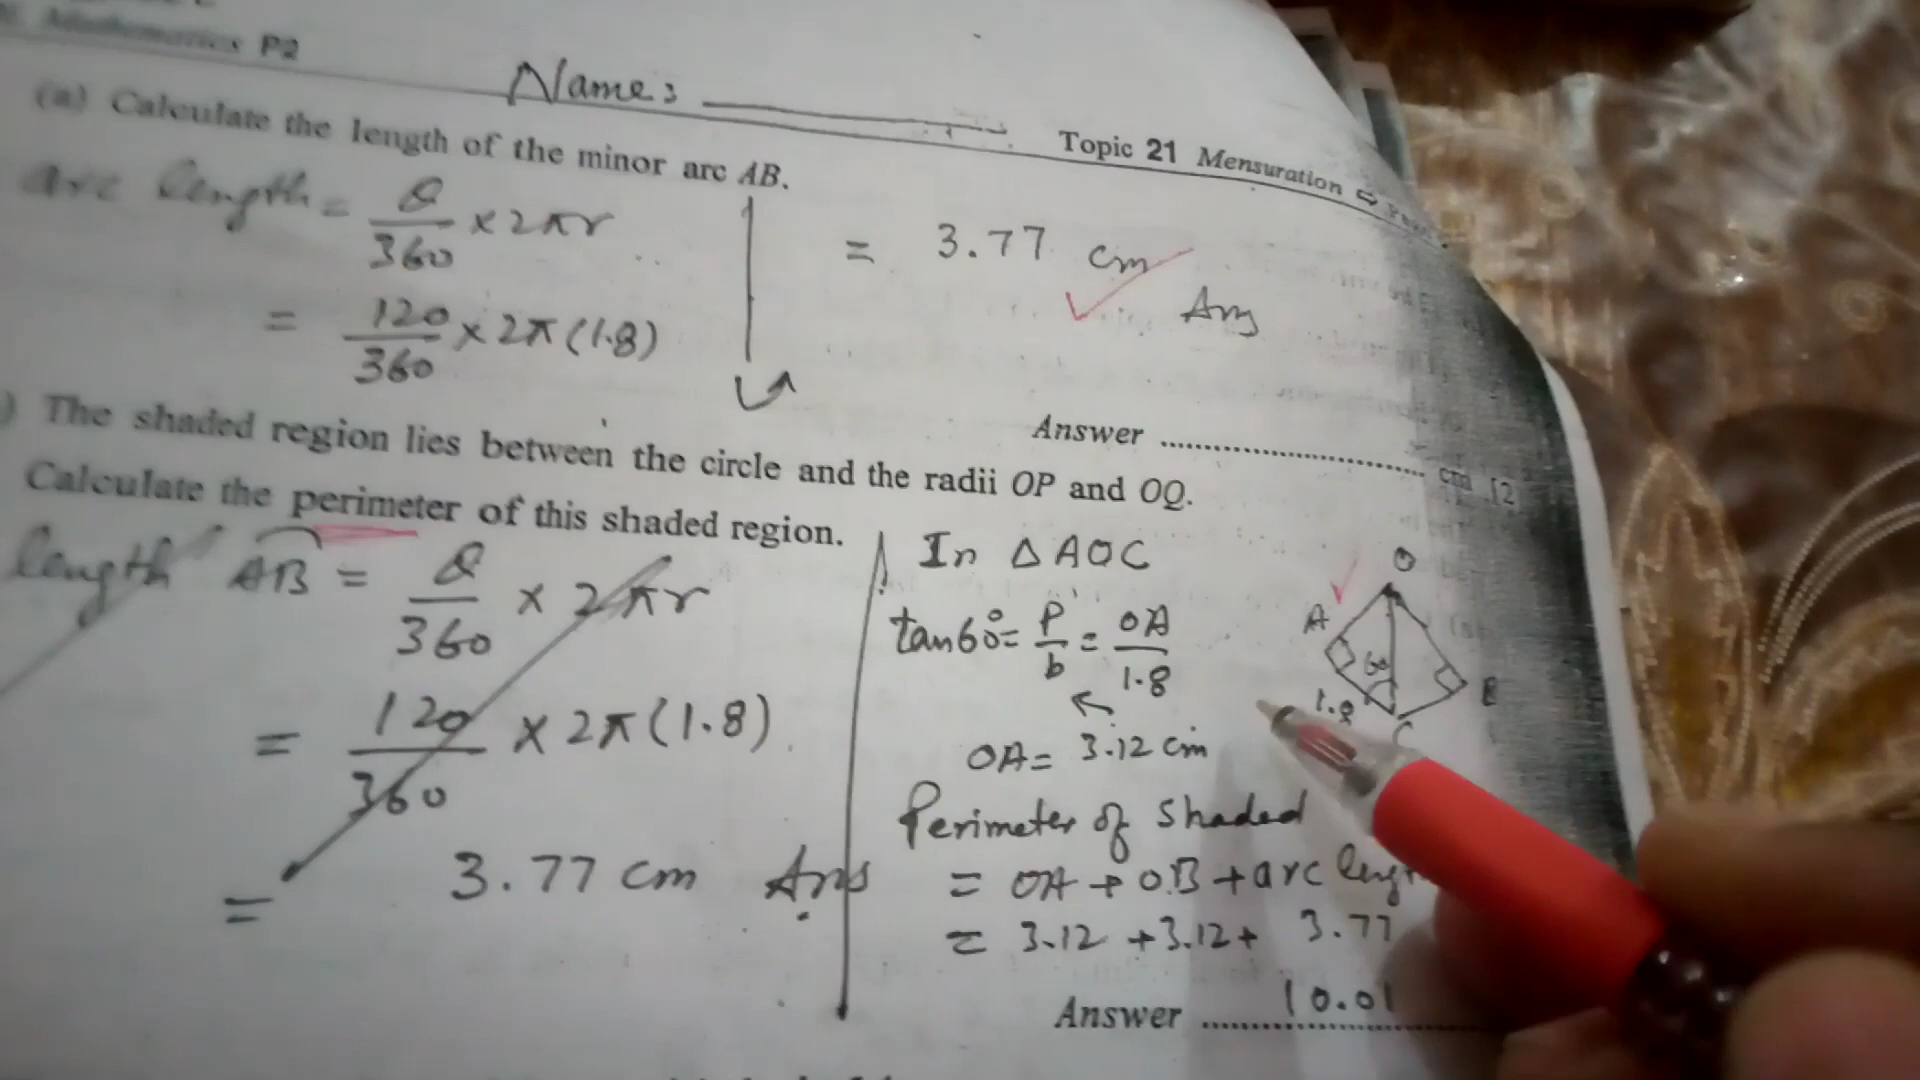 Mathematics P2
Name:
Topic 21 Mensuration
(a) Calculate the length of the minor arc AB.
arc length = θ/360 × 2πr
= 120/360 × 2π(1.8)
= 3.77 cm
Ans
Answer .............................. cm [2
) The shaded region lies between the circle and the radii OP and OQ.
Calculate the perimeter of this shaded region.
length AB = θ/360 × 2πr
= 120/360 × 2π(1.8)
= 3.77 cm Ans
In △AOC
tan60° = P/b = OA/1.8
OA = 3.12 cm
O
A
60
B
1.8
C
Perimeter of shaded
= OA + OB + arc
= 3.12 + 3.12 + 3.77
Answer 10.01